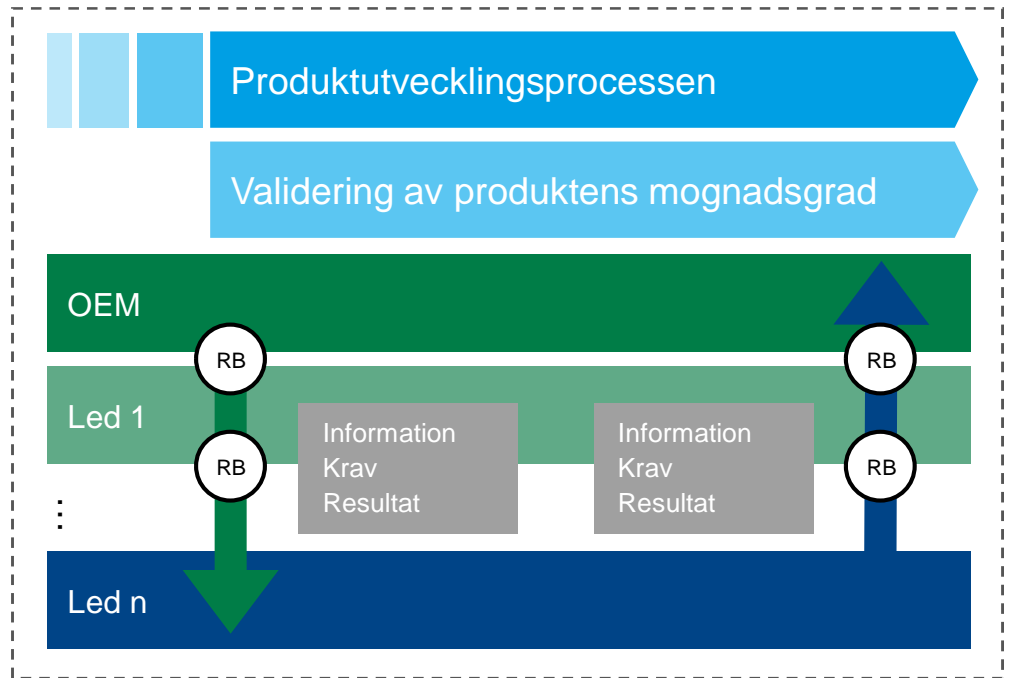 Produktutvecklingsprocessen
Validering av produktens mognadsgrad
OEM
RB
RB
Led 1
Information
Krav
Resultat
Information
Krav
Resultat
RB
RB
...
Led n